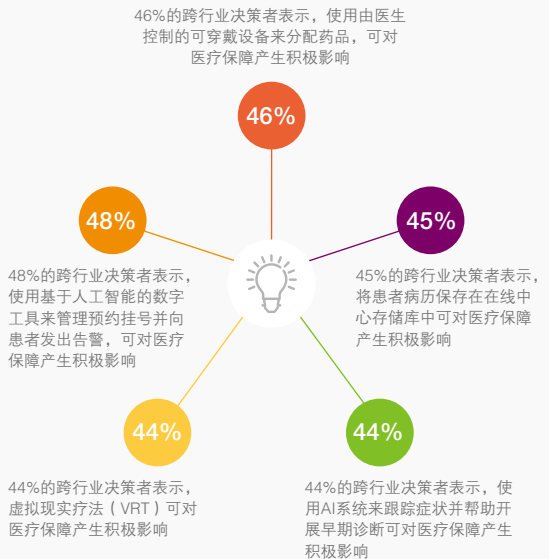 46%的跨行业决策者表示，使用由医生
控制的可穿戴设备来分配药品，可对
医疗保障产生积极影响
46%
48%
45%
48%的跨行业决策者表示，
使用基于人工智能的数字
工具来管理预约挂号并向
患者发出告警，可对医疗
保障产生积极影响
45%的跨行业决策者表示，
将患者病历保存在在线中
心存储库中可对医疗保障
产生积极影响
44%
44%
44%的跨行业决策者表示，
虚拟现实疗法（VRT）可对
医疗保障产生积极影响
44%的跨行业决策者表示，使
用AI系统来跟踪症状并帮助开
展早期诊断可对医疗保障产生
积极影响